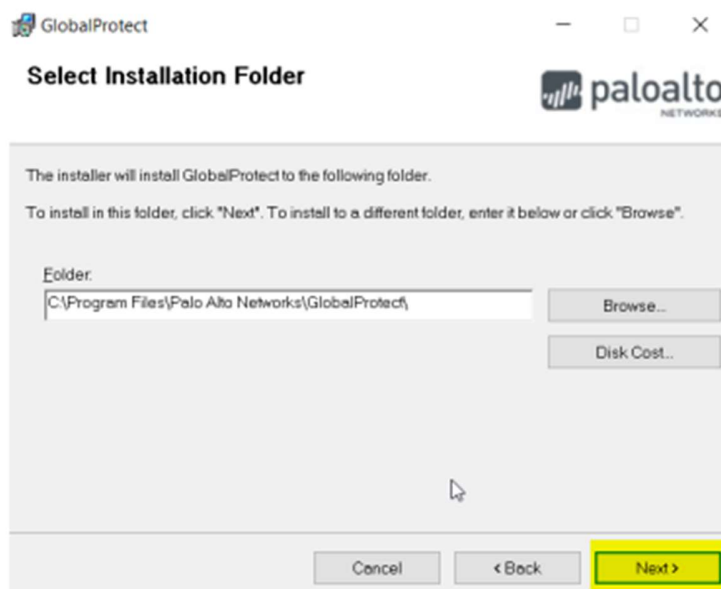 GlobalProtect
Select Installation Folder
paloalto
NETWORKS
The installer will install GlobalProtect to the following folder.
To install in this folder, click "Next". To install to a different folder, enter it below or click "Browse".
Folder:
C:\Program Files\Palo Alto Networks\GlobalProtect\
Browse...
Disk Cost...
Cancel
< Back
Next >